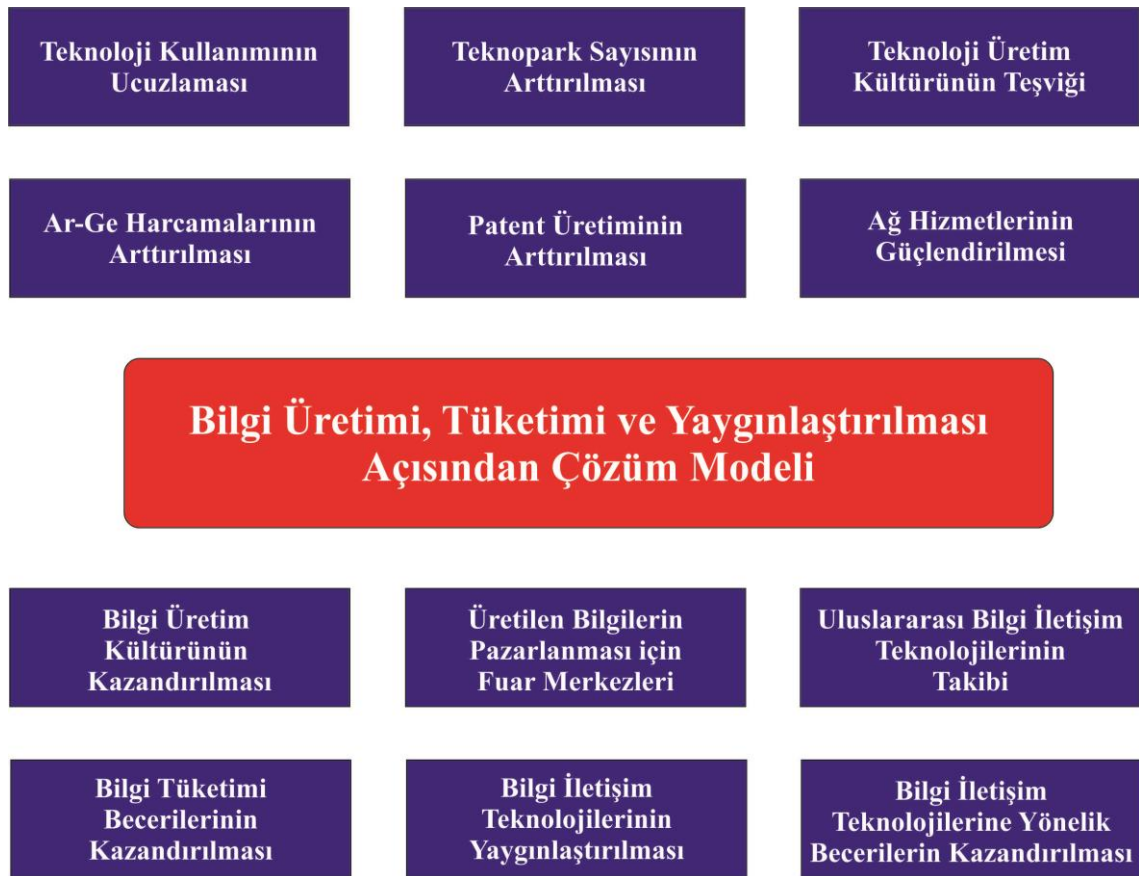 Teknoloji Kullanımının
Ucuzlaması
Teknopark Sayısının
Arttırılması
Teknoloji Üretim
Kültürünün Teşviği
Ar-Ge Harcamalarının
Arttırılması
Patent Üretiminin
Arttırılması
Ağ Hizmetlerinin
Güçlendirilmesi
Bilgi Üretimi, Tüketimi ve Yaygınlaştırılması
Açısından Çözüm Modeli
Bilgi Üretim
Kültürünün
Kazandırılması
Üretilen Bilgilerin
Pazarlanması için
Fuar Merkezleri
Uluslararası Bilgi İletişim
Teknolojilerinin
Takibi
Bilgi Tüketimi
Becerilerinin
Kazandırılması
Bilgi İletişim
Teknolojilerinin
Yaygınlaştırılması
Bilgi İletişim
Teknolojilerine Yönelik
Becerilerin Kazandırılması